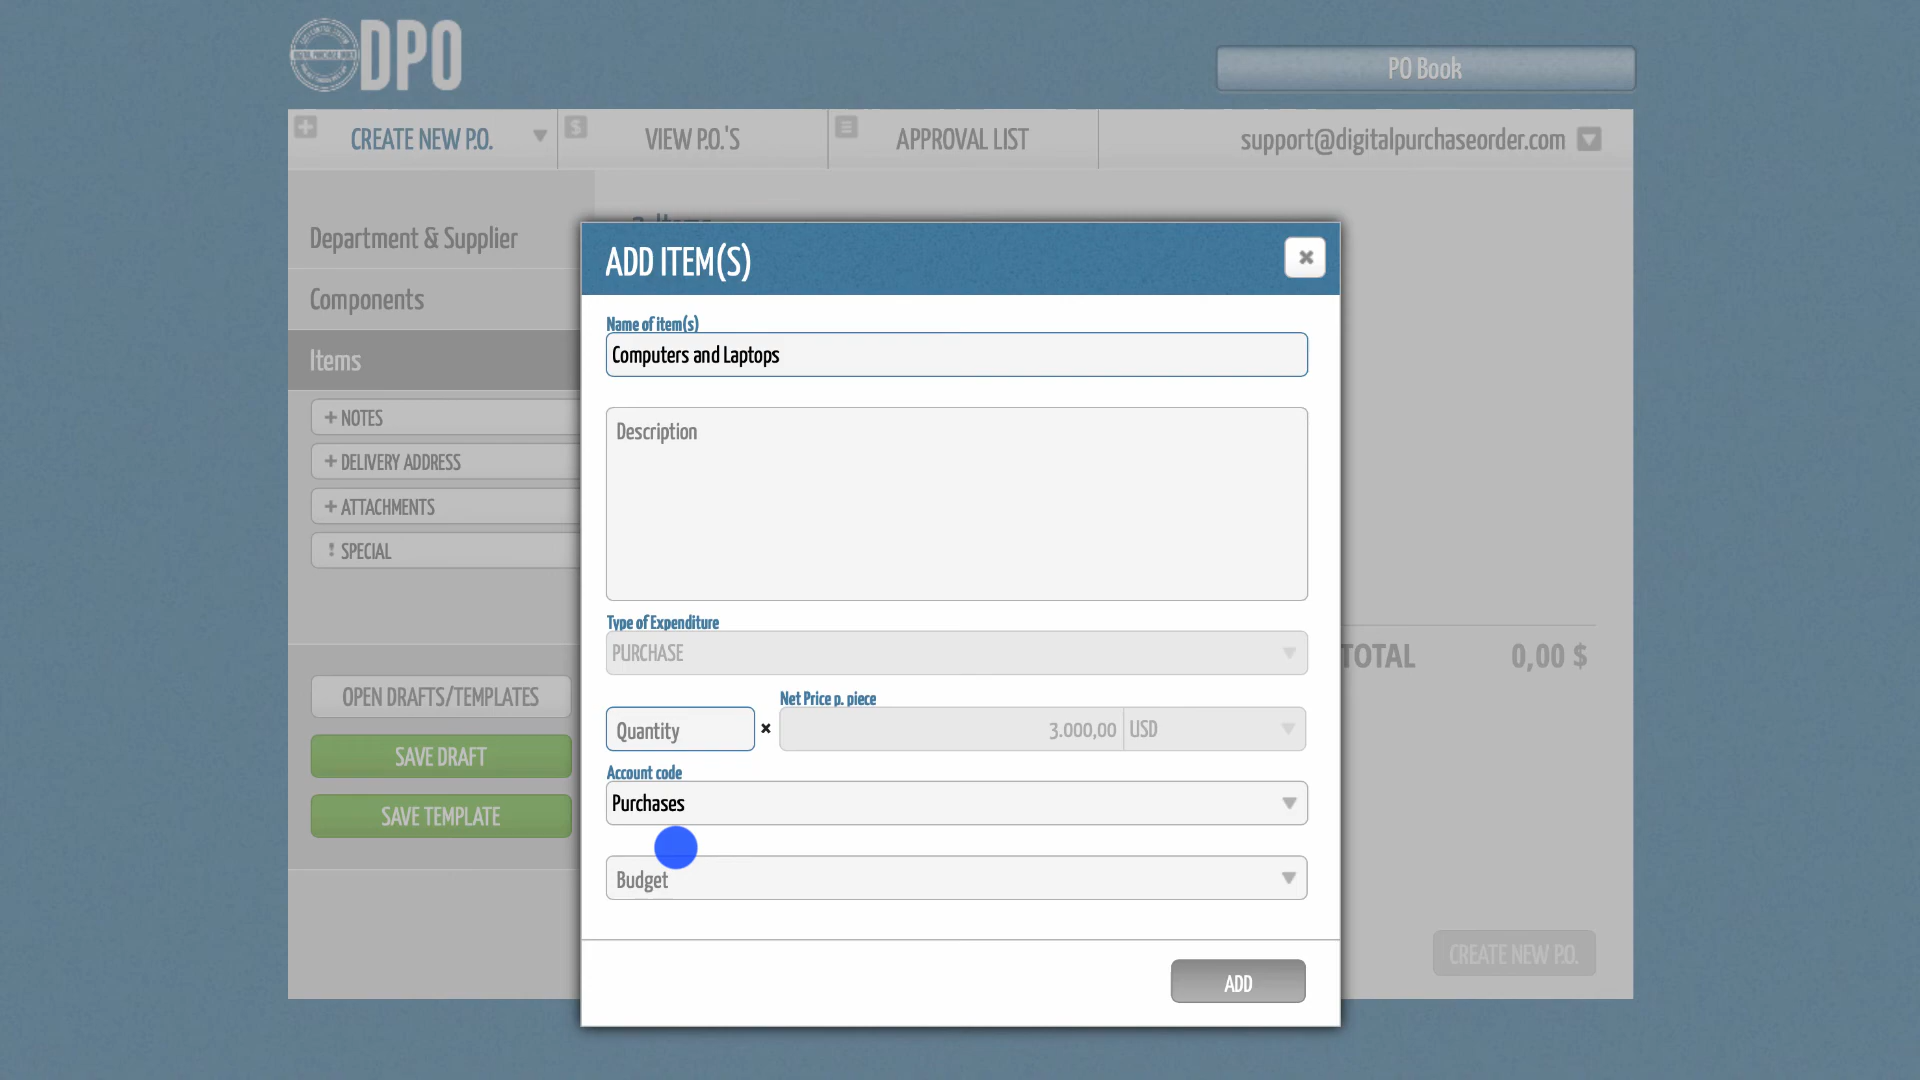 DPO
PO Book
CREATE NEW P.O.
VIEW P.O.'S
APPROVAL LIST
support@digitalpurchaseorder.com
Department & Supplier
Components
Items
+ NOTES
+ DELIVERY ADDRESS
+ ATTACHMENTS
! SPECIAL
OPEN DRAFTS/TEMPLATES
SAVE DRAFT
SAVE TEMPLATE
ADD ITEM(S)
Name of item(s)
Computers and Laptops
Description
Type of Expenditure
PURCHASE
Net Price p. piece
Quantity × 3.000,00 USD
Account code
Purchases
Budget
ADD
TOTAL 0,00 $
CREATE NEW P.O.